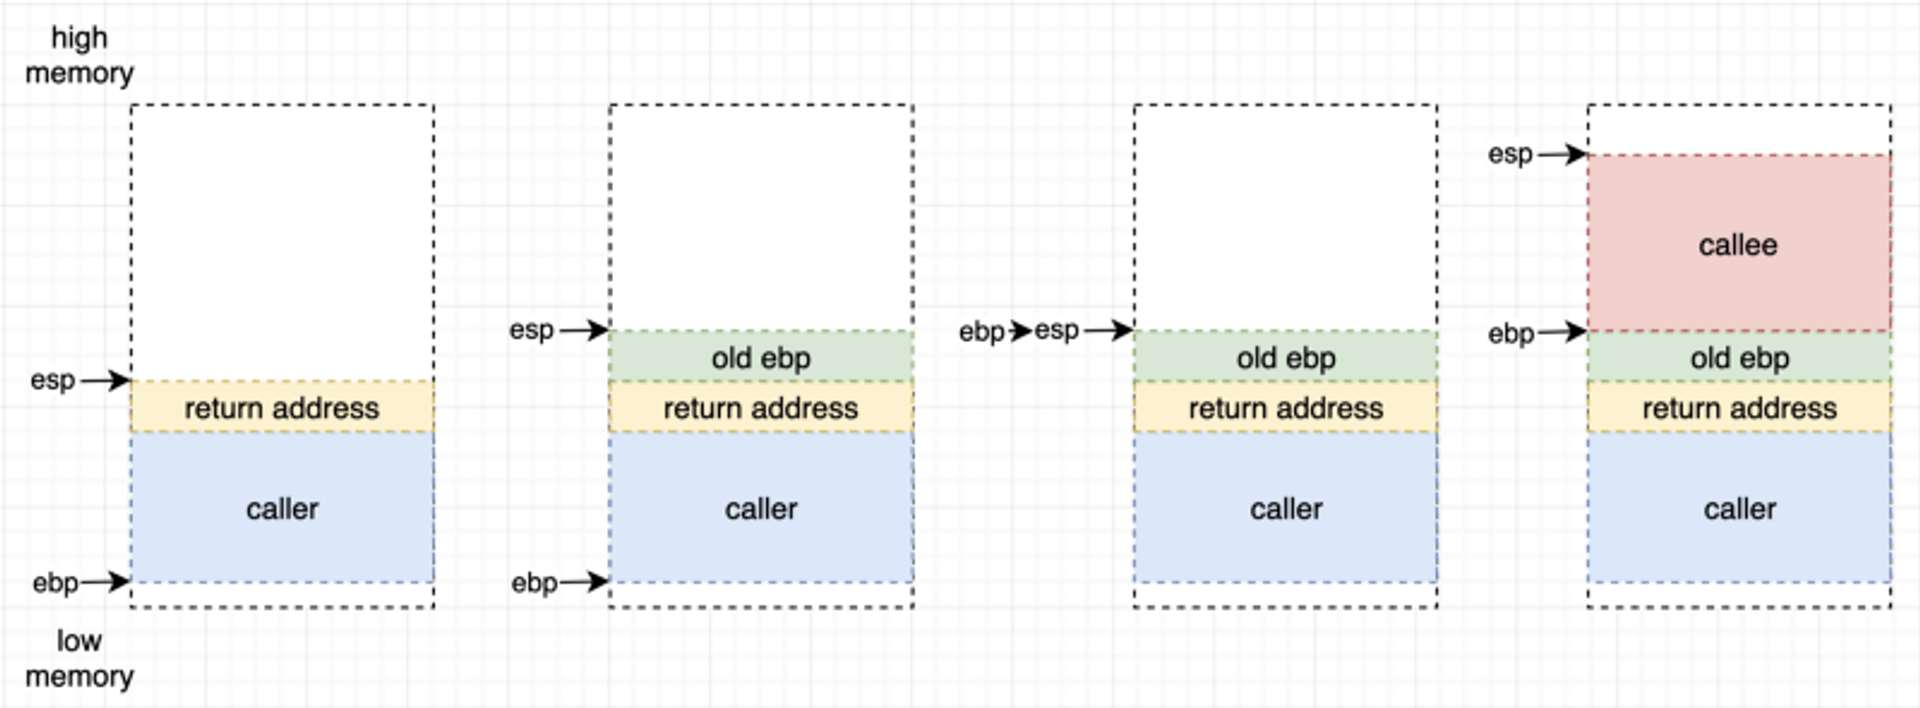 high
memory
esp
return address
caller
ebp
low
memory
esp
old ebp
return address
caller
ebp
ebp
esp
old ebp
return address
caller
esp
callee
ebp
old ebp
return address
caller